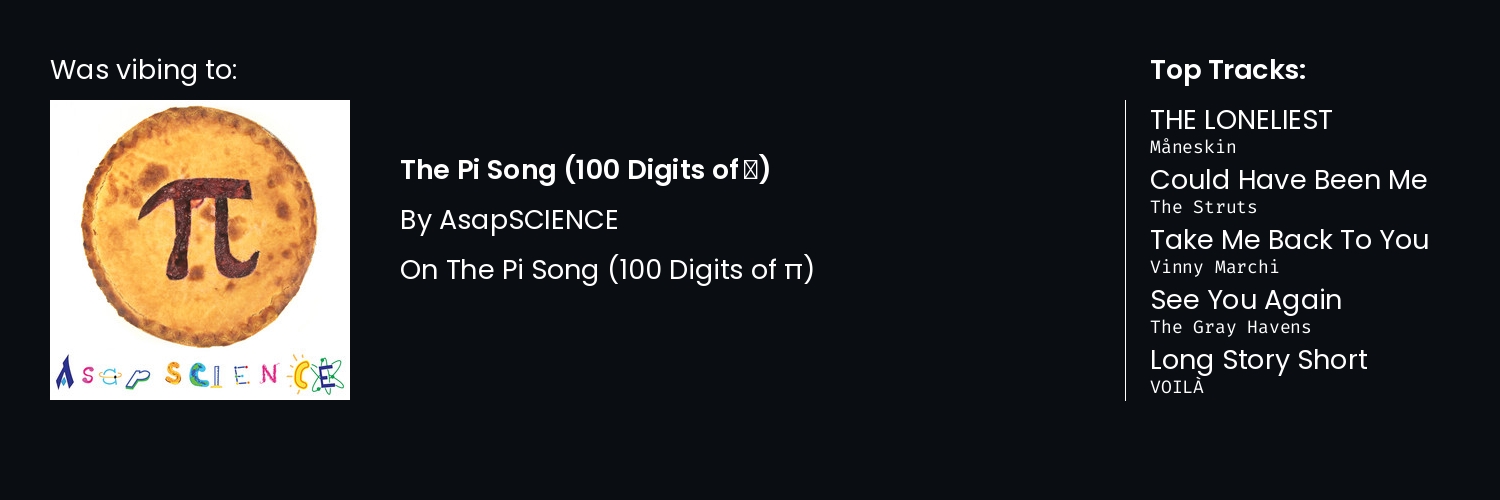 Was vibing to:
π
Asap SCIENCE
The Pi Song (100 Digits of )
By AsapSCIENCE
On The Pi Song (100 Digits of π)
Top Tracks:
THE LONELIEST
Måneskin
Could Have Been Me
The Struts
Take Me Back To You
Vinny Marchi
See You Again
The Gray Havens
Long Story Short
VOILÀ